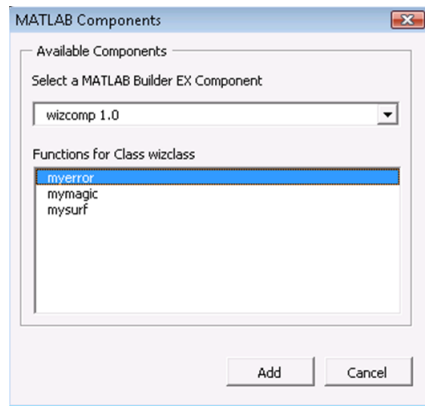 MATLAB Components
Available Components
Select a MATLAB Builder EX Component
wizcomp 1.0
Functions for Class wizclass
myerror
mymagic
mysurf
Add Cancel